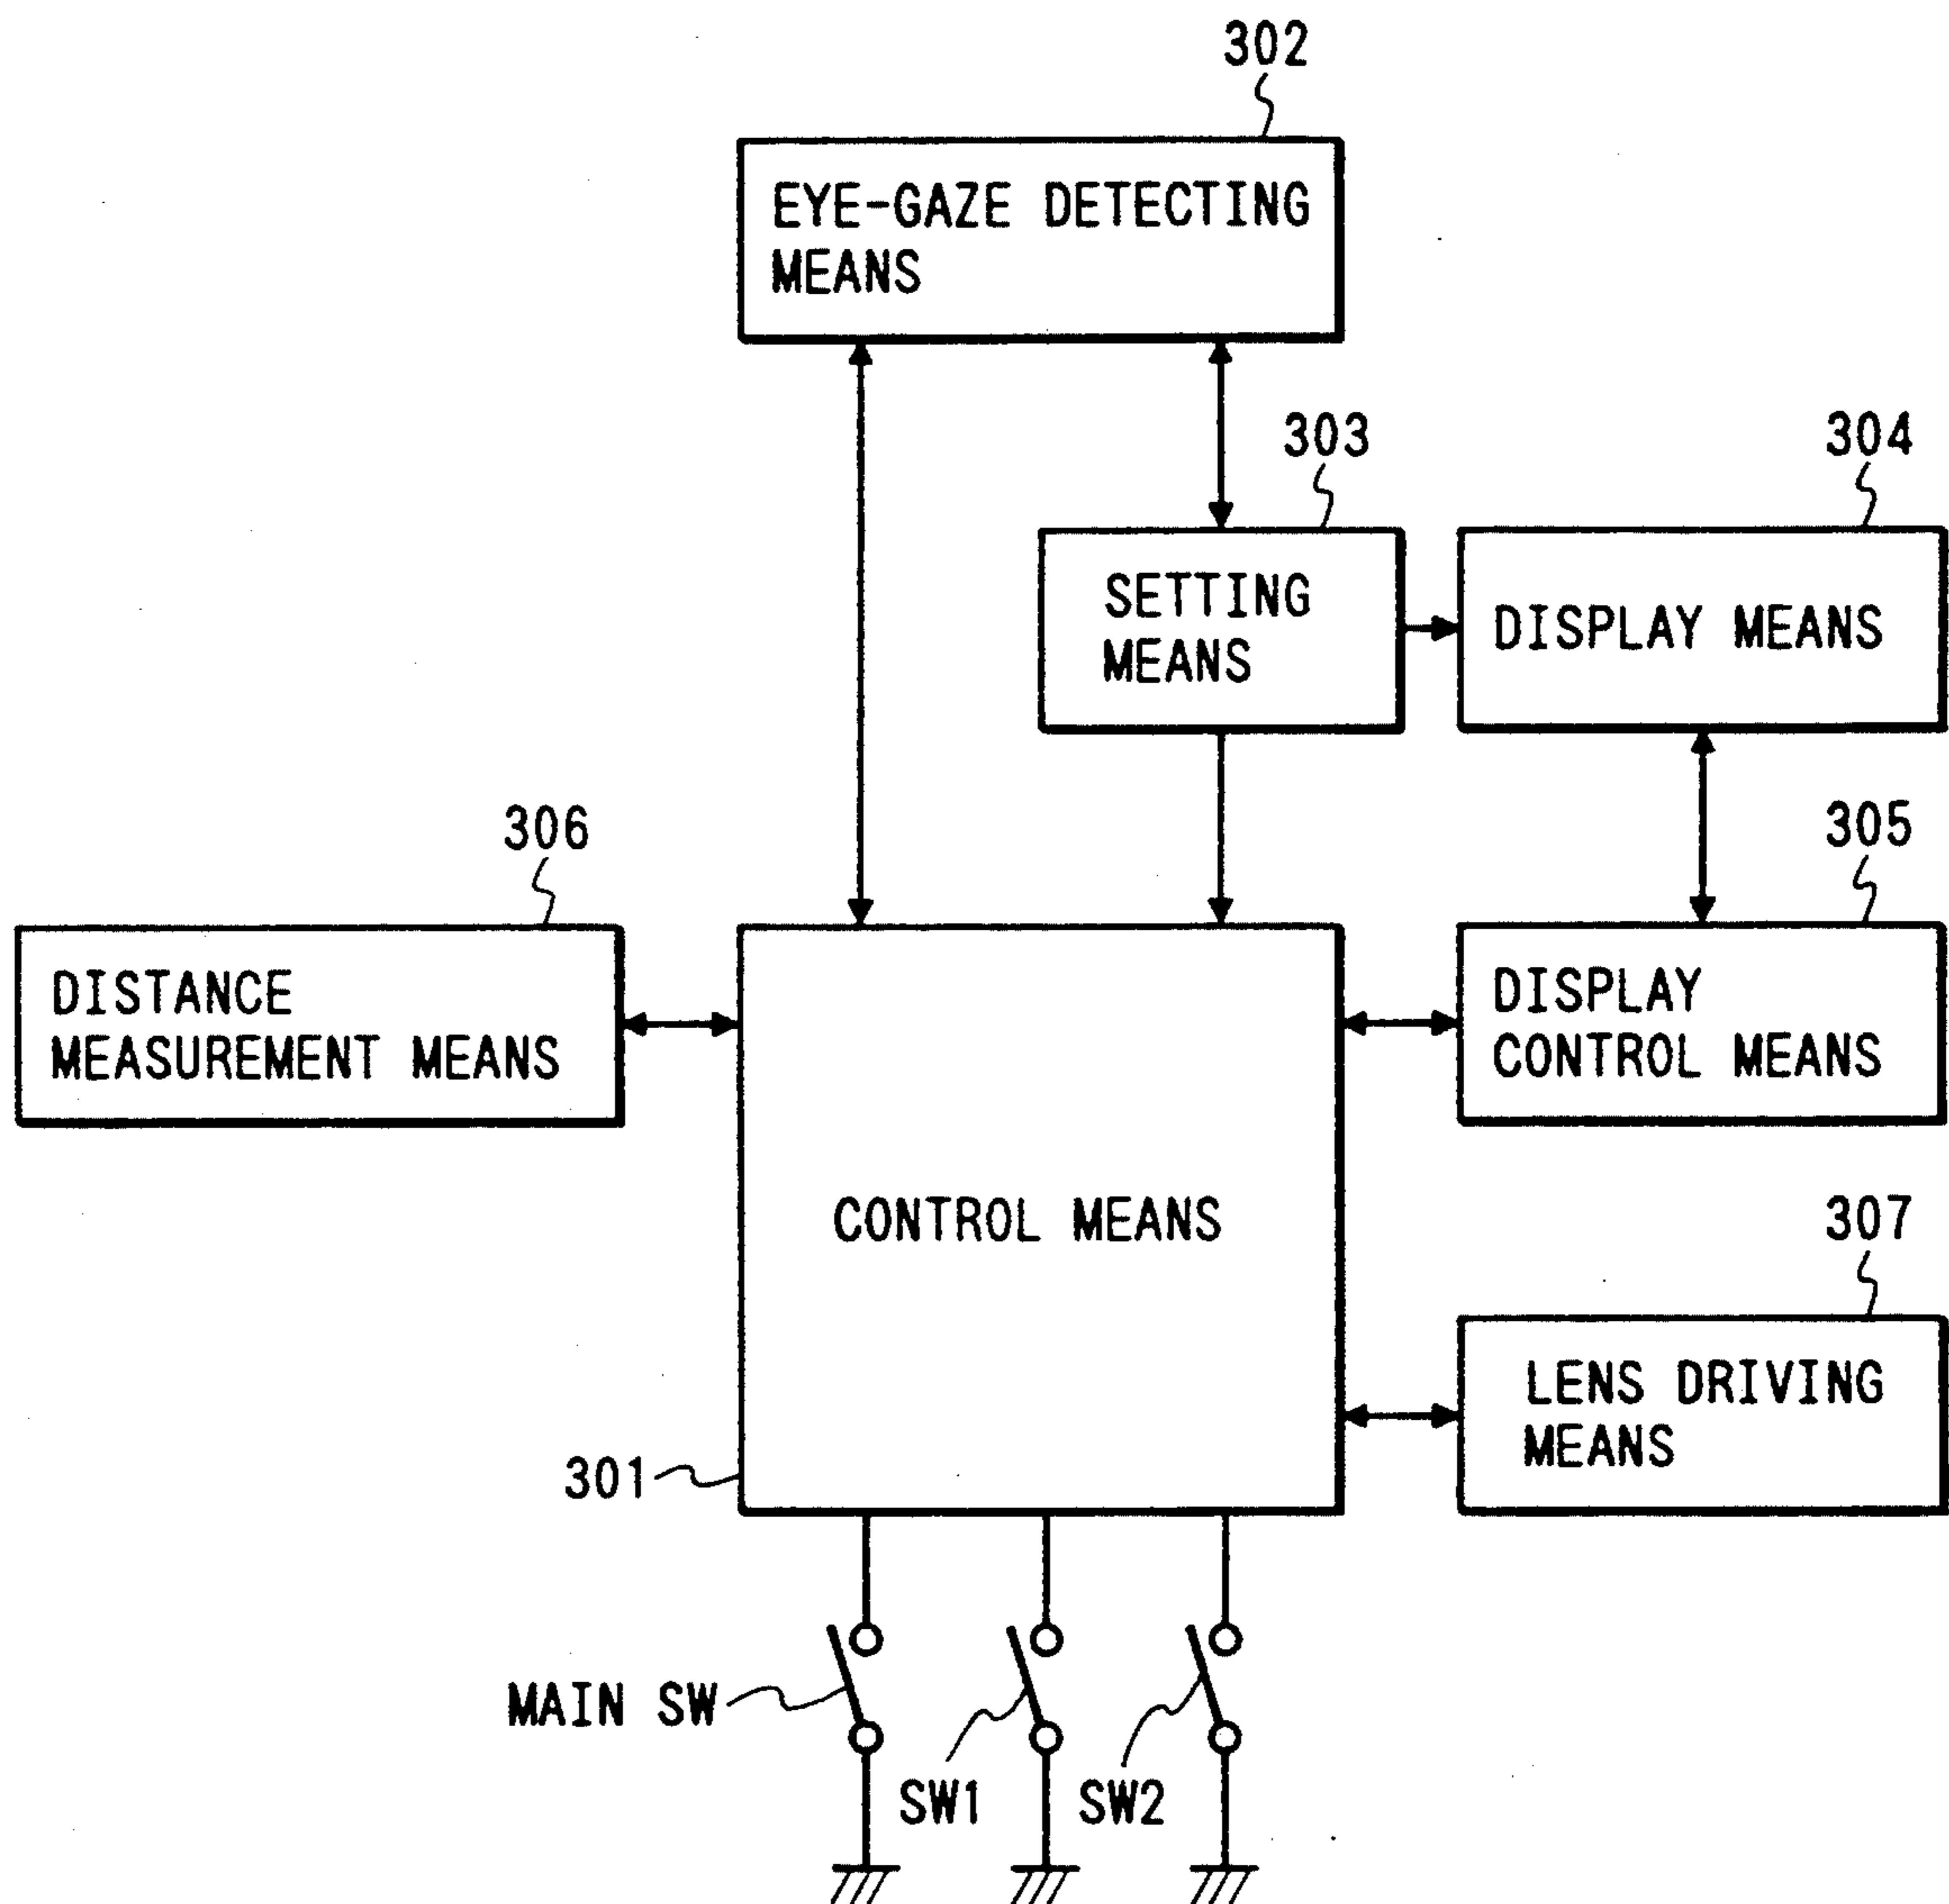 302
EYE-GAZE DETECTING
MEANS
303
304
SETTING
MEANS
DISPLAY MEANS
306
305
DISTANCE
MEASUREMENT MEANS
DISPLAY
CONTROL MEANS
CONTROL MEANS
307
LENS DRIVING
MEANS
301
MAIN SW
SW1
SW2